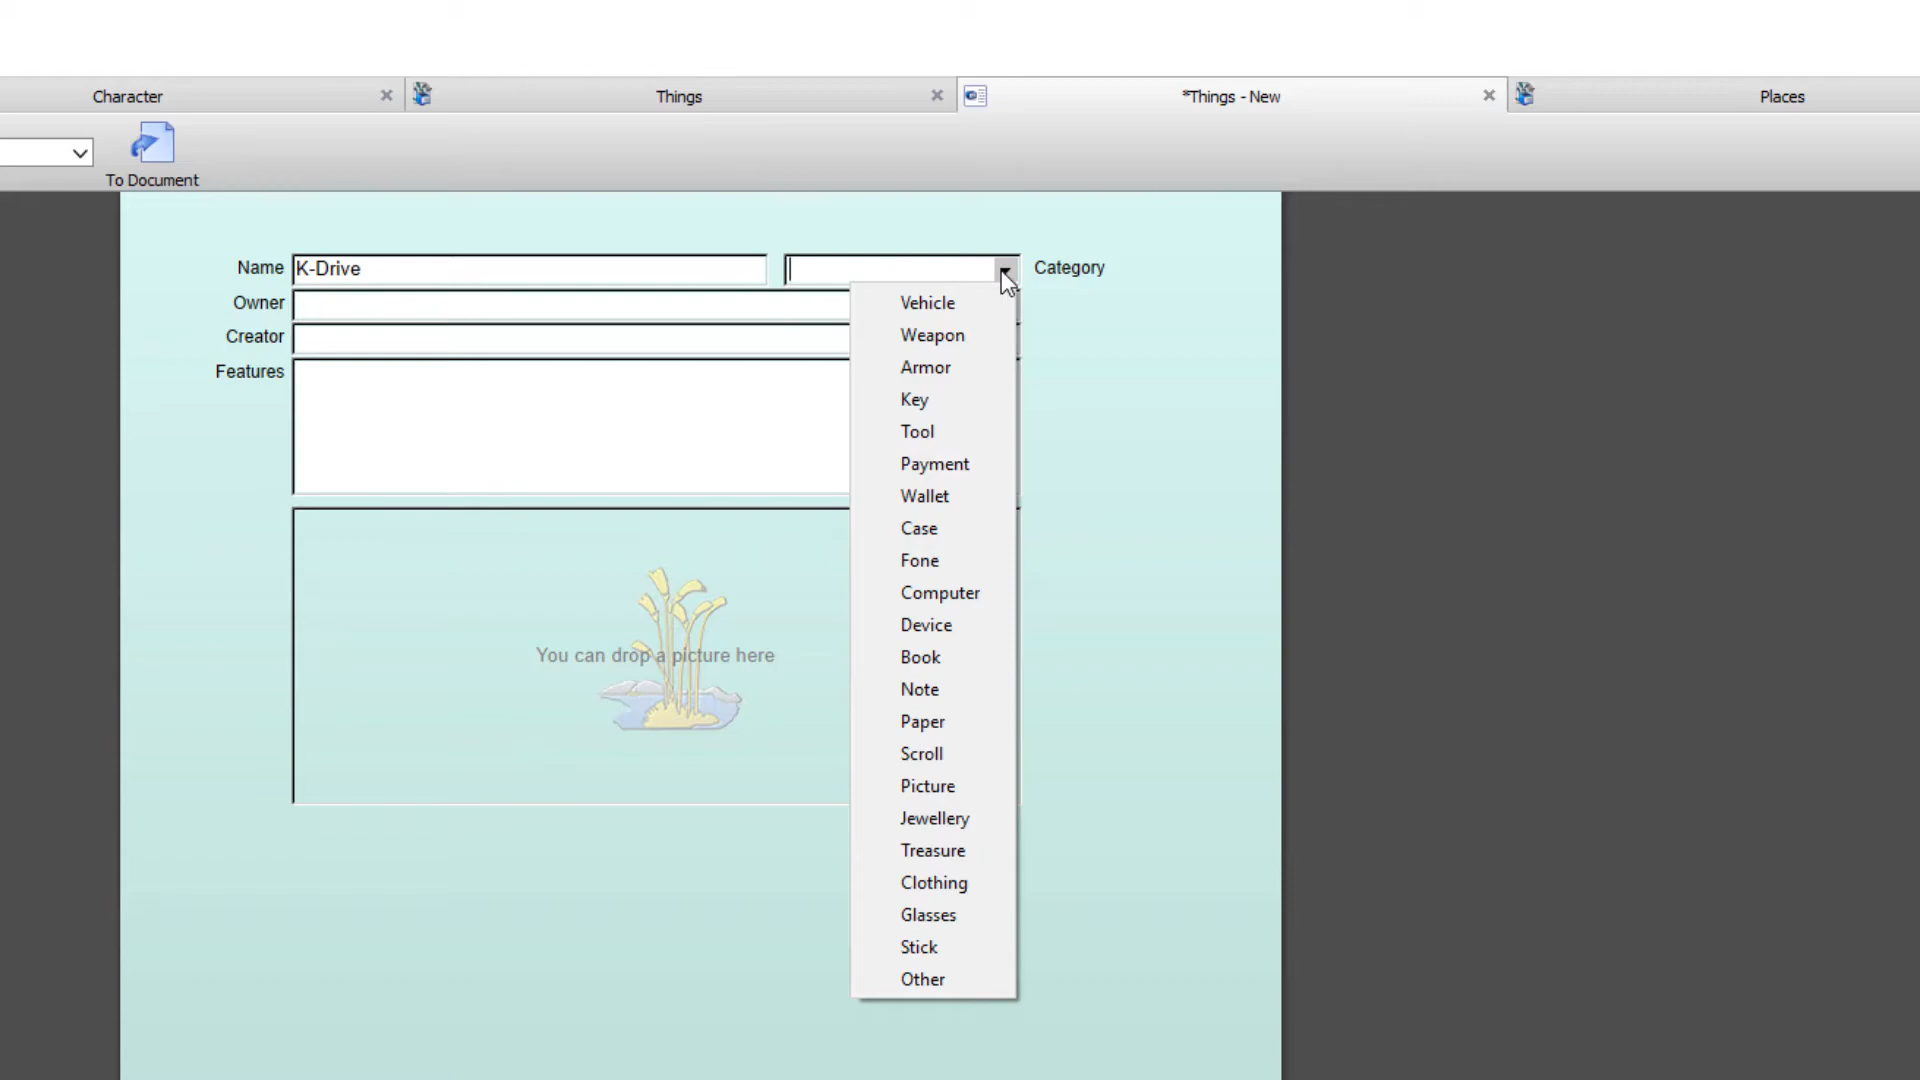 Character
Things
*Things - New
Places
To Document
Name
K-Drive
Category
Owner
Creator
Features
You can drop a picture here
Vehicle
Weapon
Armor
Key
Tool
Payment
Wallet
Case
Fone
Computer
Device
Book
Note
Paper
Scroll
Picture
Jewellery
Treasure
Clothing
Glasses
Stick
Other